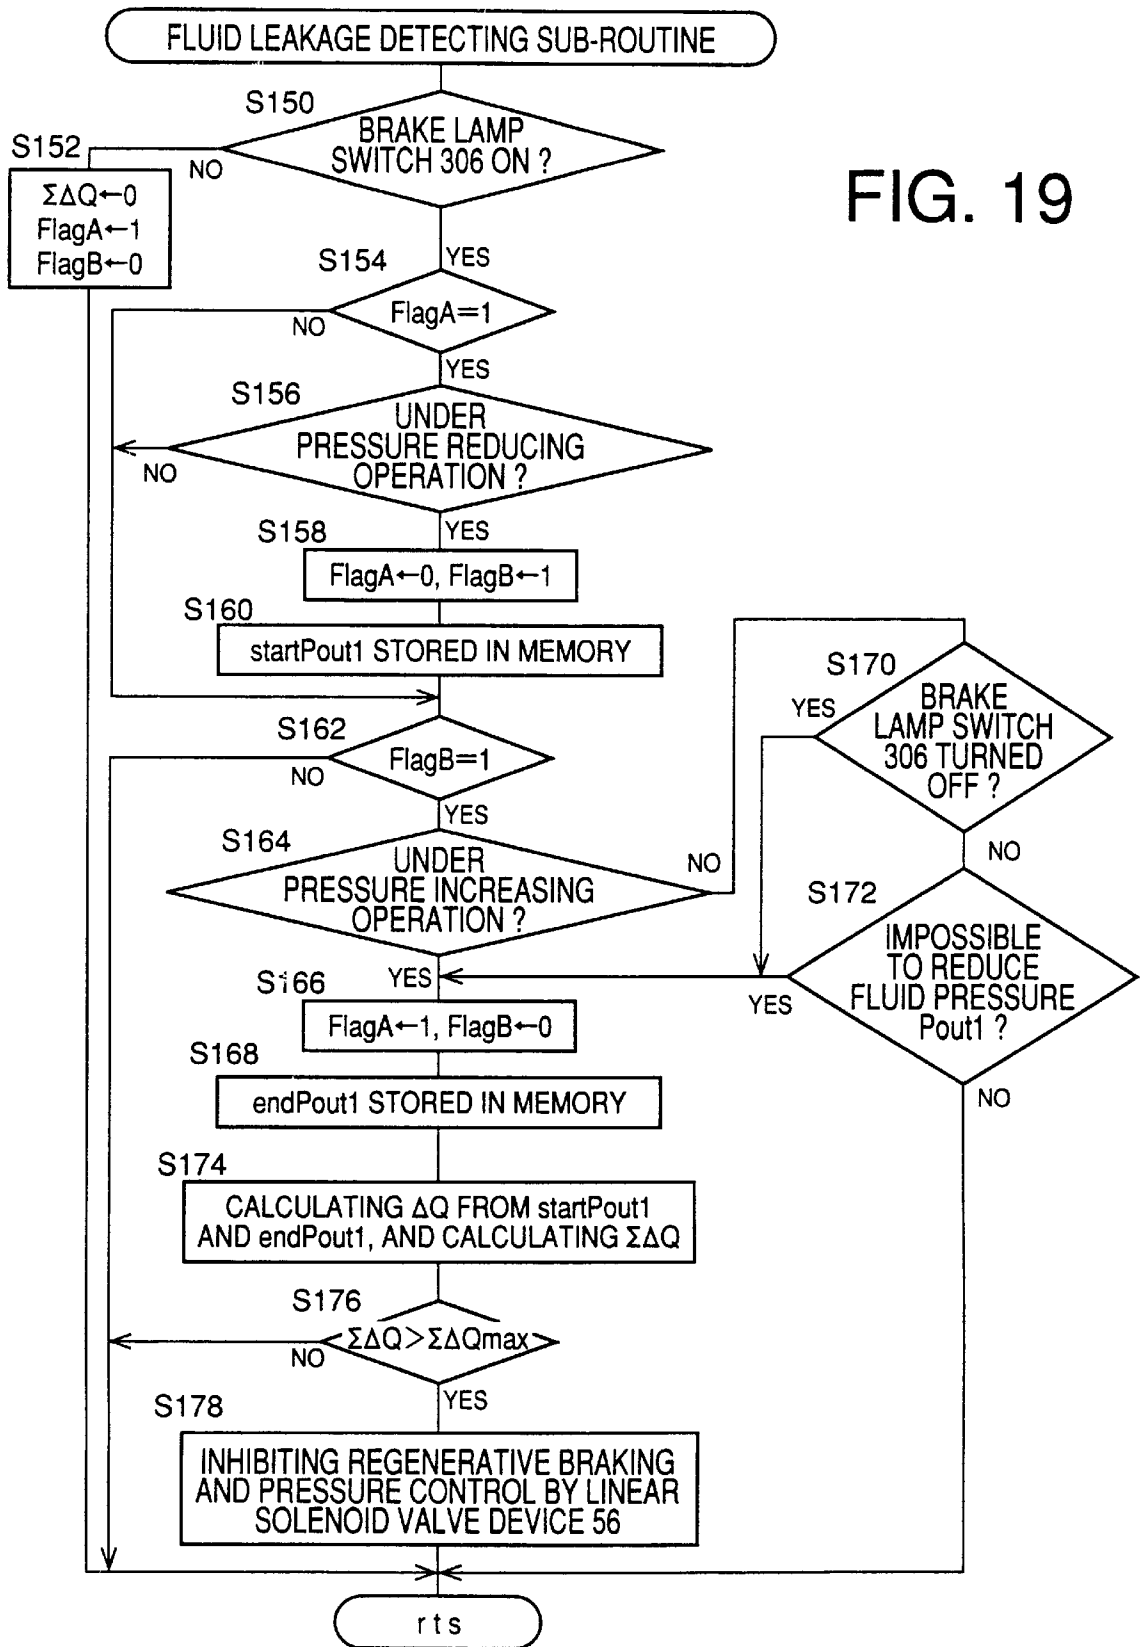 FLUID LEAKAGE DETECTING SUB-ROUTINE
FIG. 19
S150
BRAKE LAMP
SWITCH 306 ON ?
NO
YES
S152
ΣΔQ←0
FlagA←1
FlagB←0
S154
FlagA=1
NO
YES
S156
UNDER
PRESSURE REDUCING
OPERATION ?
NO
YES
S158
FlagA←0, FlagB←1
S160
startPout1 STORED IN MEMORY
S162
FlagB=1
NO
YES
S164
UNDER
PRESSURE INCREASING
OPERATION ?
NO
YES
S170
BRAKE
LAMP SWITCH
306 TURNED
OFF ?
YES
NO
S172
IMPOSSIBLE
TO REDUCE
FLUID PRESSURE
Pout1 ?
YES
NO
S166
FlagA←1, FlagB←0
S168
endPout1 STORED IN MEMORY
S174
CALCULATING ΔQ FROM startPout1
AND endPout1, AND CALCULATING ΣΔQ
S176
ΣΔQ>ΣΔQmax
NO
YES
S178
INHIBITING REGENERATIVE BRAKING
AND PRESSURE CONTROL BY LINEAR
SOLENOID VALVE DEVICE 56
rts